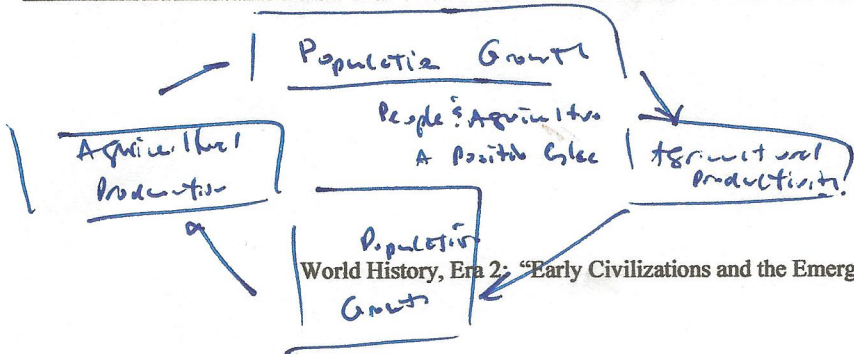 Population Growth
People & Agriculture
A Positive Cycle
Agricultural
Production
Agricultural
Productivity
Population
Growth
World History, Era 2: "Early Civilizations and the Emerg